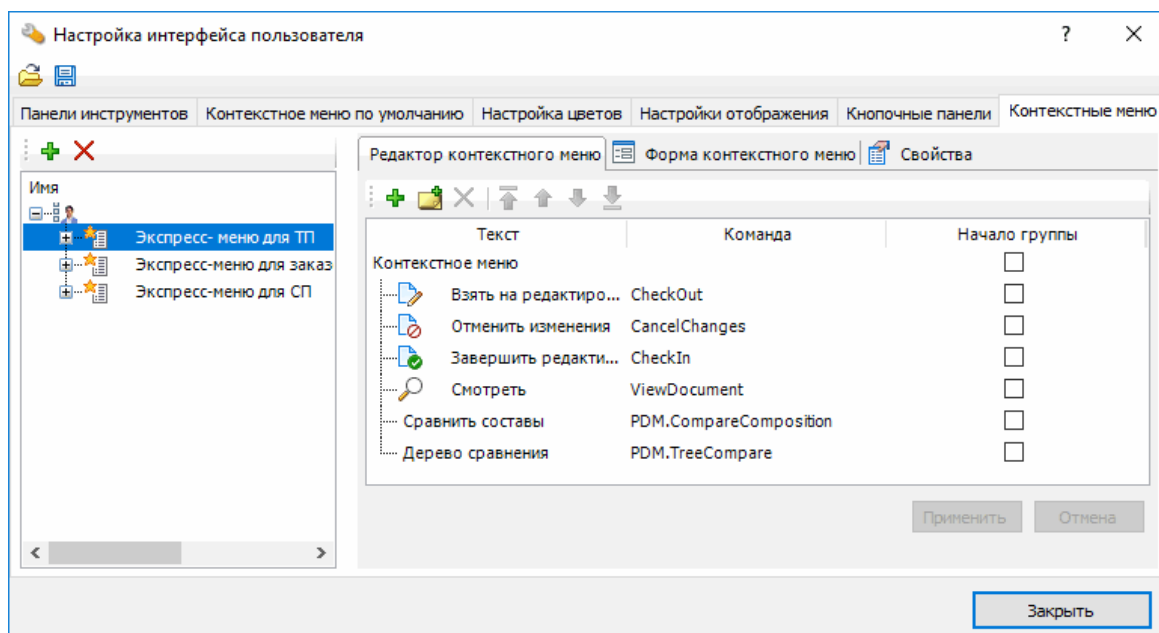 Настройка интерфейса пользователя ?
Панели инструментов Контекстное меню по умолчанию Настройка цветов Настройки отображения Кнопочные панели Контекстные меню
Редактор контекстного меню Форма контекстного меню Свойства
Имя
Экспресс- меню для ТП
Экспресс-меню для заказ
Экспресс-меню для СП
Текст Команда Начало группы
Контекстное меню
Взять на редактиро... CheckOut
Отменить изменения CancelChanges
Завершить редакти... CheckIn
Смотреть ViewDocument
Сравнить составы PDM.CompareComposition
Дерево сравнения PDM.TreeCompare
Применить Отмена
Закрыть